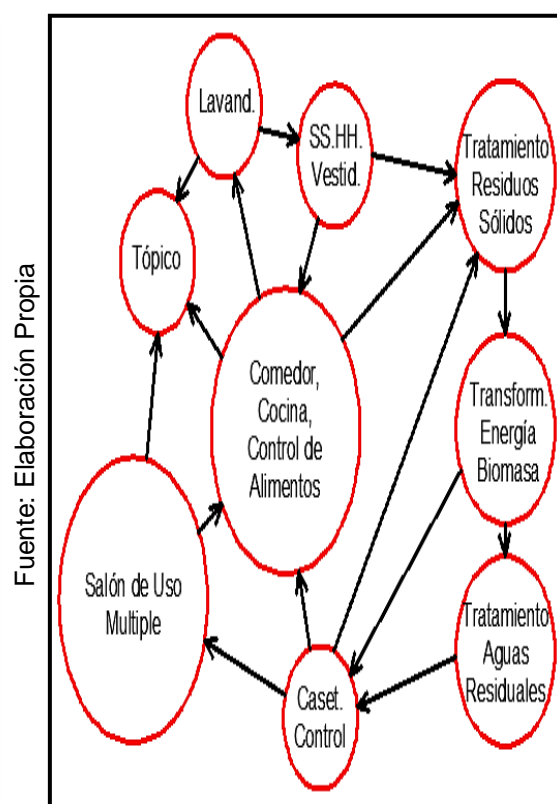 Fuente: Elaboración Propia
Lavand.
SS.HH.
Vestid.
Tratamiento
Residuos
Sólidos
Tópico
Comedor,
Cocina,
Control de
Alimentos
Transform.
Energía
Biomasa
Salón de Uso
Multiple
Tratamiento
Aguas
Residuales
Caset.
Control